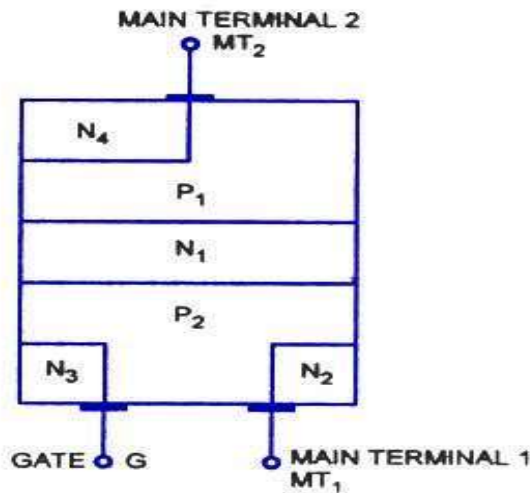 MAIN TERMINAL 2
MT₂
N₄
P₁
N₁
P₂
N₃
N₂
GATE G
MAIN TERMINAL 1
MT₁